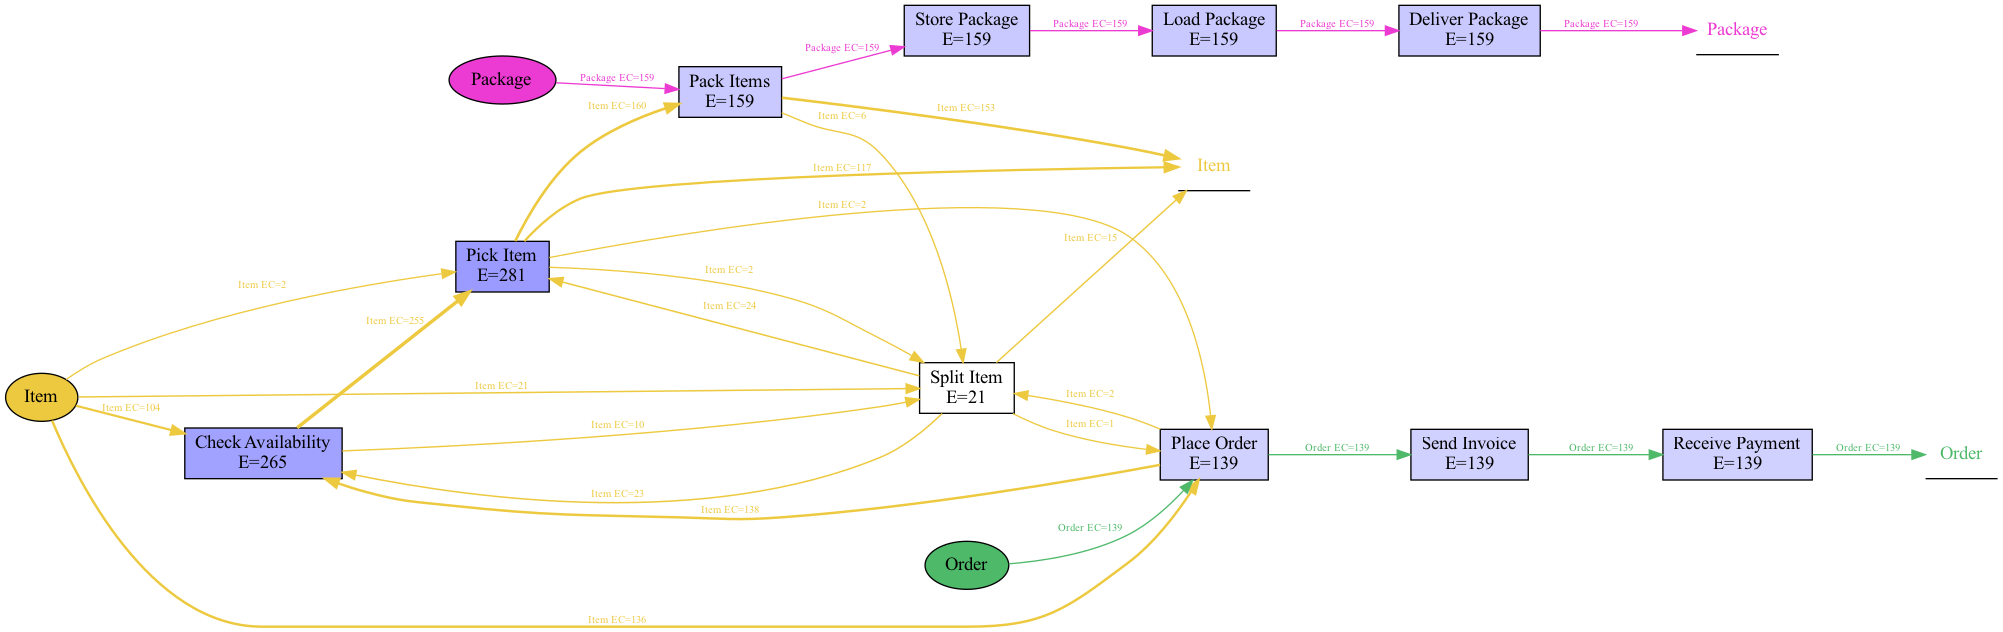 Store Package
E=159
Package EC=159
Load Package
E=159
Package EC=159
Deliver Package
E=159
Package EC=159
Package
Package EC=159
Package
Package EC=159
Pack Items
E=159
Item EC=160
Item EC=6
Item EC=153
Item
Item EC=117
Item EC=2
Item EC=15
Pick Item
E=281
Item EC=2
Item EC=2
Item EC=24
Item EC=255
Split Item
E=21
Item EC=21
Item
Item EC=104
Item EC=2
Item EC=1
Item EC=10
Check Availability
E=265
Place Order
E=139
Order EC=139
Send Invoice
E=139
Order EC=139
Receive Payment
E=139
Order EC=139
Order
Item EC=23
Item EC=138
Order EC=139
Order
Item EC=136